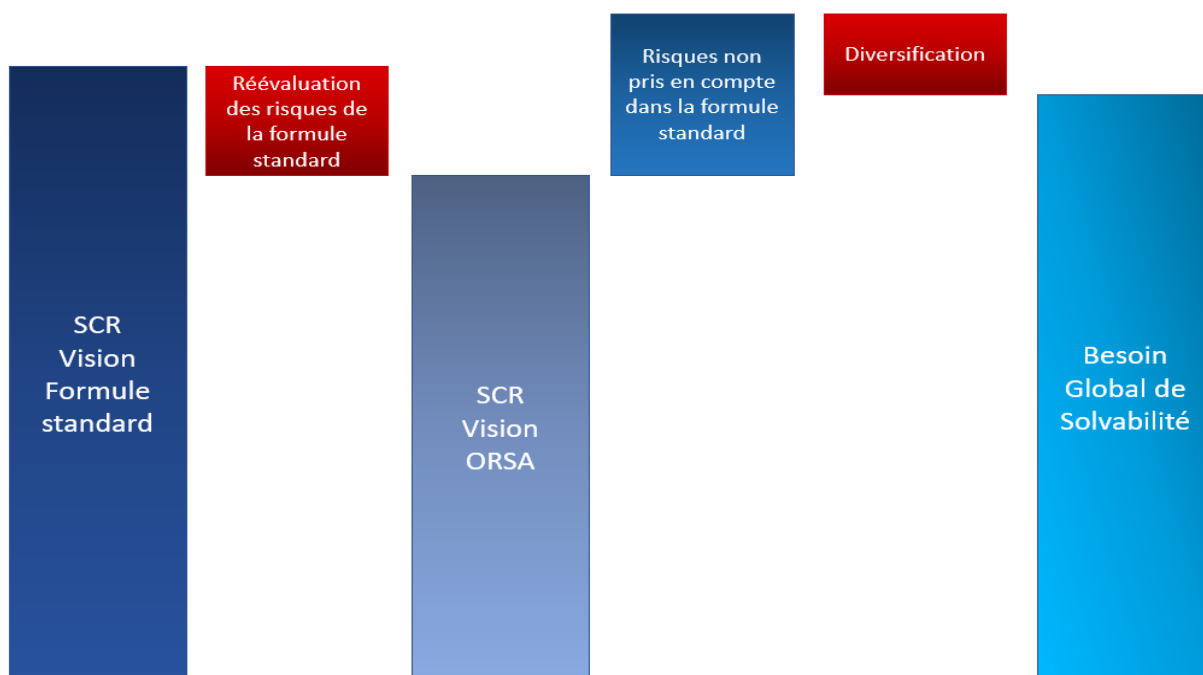 SCR
Vision
Formule
standard
Réévaluation
des risques de
la formule
standard
SCR
Vision
ORSA
Risques non
pris en compte
dans la formule
standard
Diversification
Besoin
Global de
Solvabilité